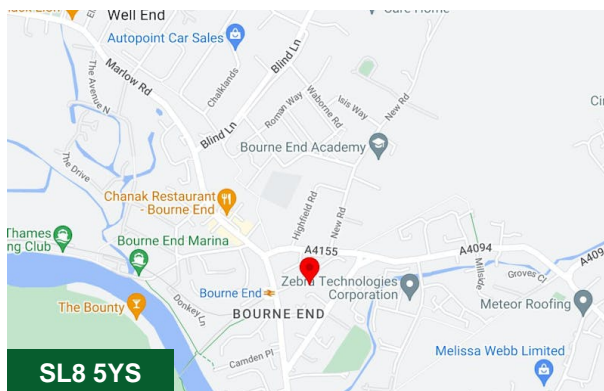 Well End
Autopoint Car Sales
Marlow Rd
Blind Ln
The Avenue N
Chalklands
Roman Way
Waborne Rd
Isis Way
New Rd
Blind Ln
Bourne End Academy
The Drive
Chanak Restaurant
- Bourne End
Highfield Rd
New Rd
Thames
ng Club
Bourne End Marina
A4155
A4094
Millside
Groves Cl
Zebra Technologies
Corporation
Bourne End
Donkey Ln
The Bounty
BOURNE END
Meteor Roofing
Camden Pl
Melissa Webb Limited
SL8 5YS